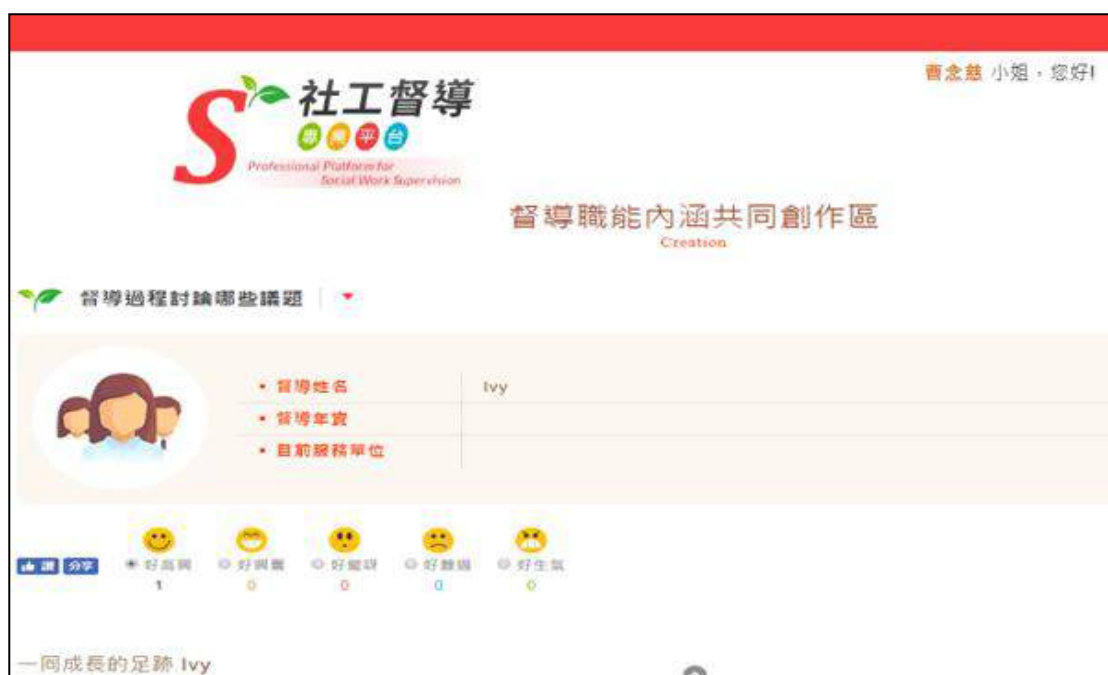 曹念慈 小姐，您好!
社工督導
專業平台
Professional Platform for
Social Work Supervision
督導職能內涵共同創作區
Creation
督導過程討論哪些議題
督導姓名 Ivy
督導年資
目前服務單位
讚 分享 好高興 好興奮 好驚訝 好難過 好生氣
1 0 0 0 0
一同成長的足跡 Ivy